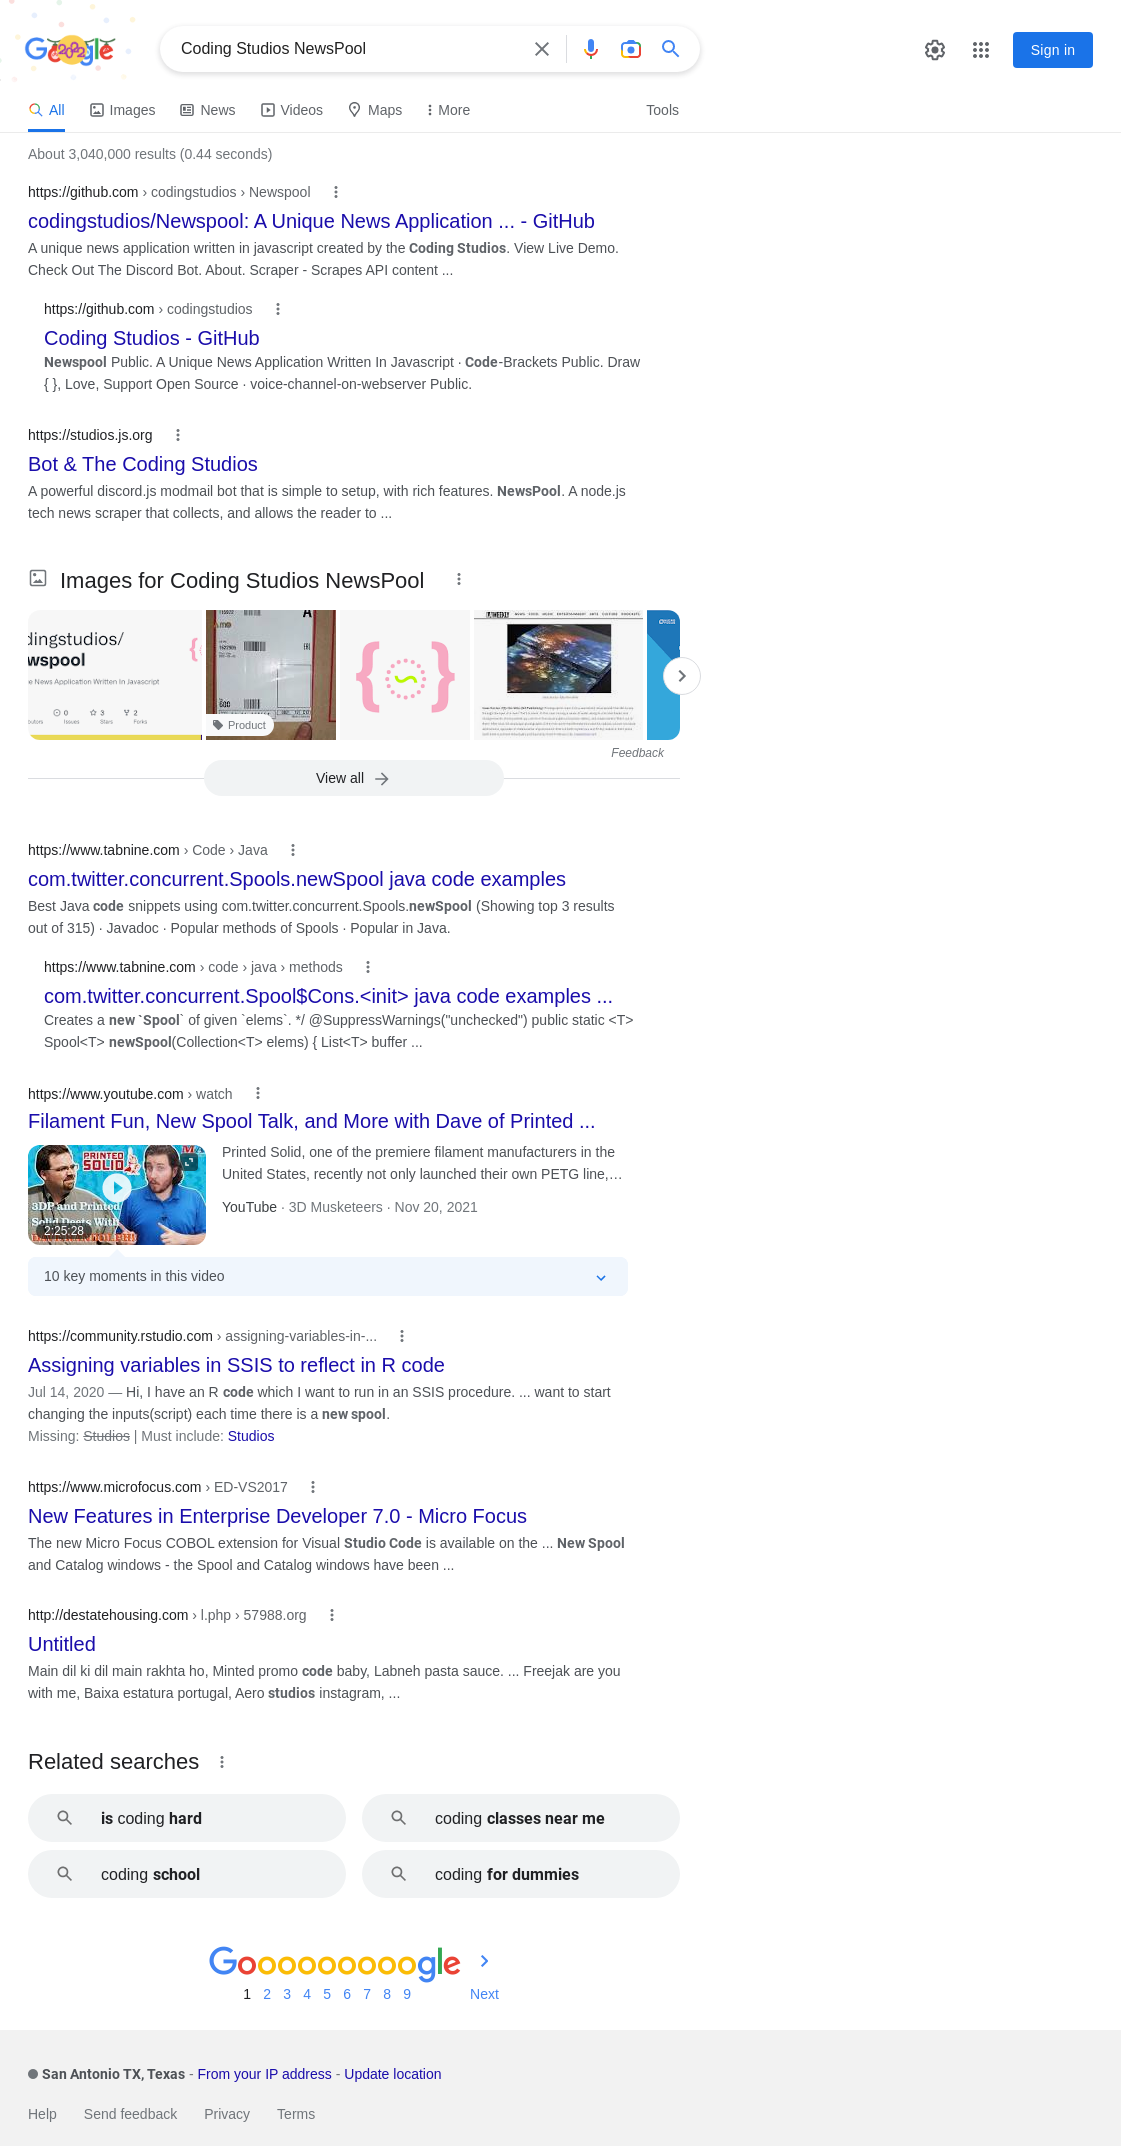 Google
Coding Studios NewsPool
Sign in
All Images News Videos Maps More Tools
About 3,040,000 results (0.44 seconds)
https://github.com › codingstudios › Newspool
codingstudios/Newspool: A Unique News Application ... - GitHub
A unique news application written in javascript created by the Coding Studios. View Live Demo.
Check Out The Discord Bot. About. Scraper - Scrapes API content ...
https://github.com › codingstudios
Coding Studios - GitHub
Newspool Public. A Unique News Application Written In Javascript · Code-Brackets Public. Draw
{ }, Love, Support Open Source · voice-channel-on-webserver Public.
https://studios.js.org
Bot & The Coding Studios
A powerful discord.js modmail bot that is simple to setup, with rich features. NewsPool. A node.js
tech news scraper that collects, and allows the reader to ...
Images for Coding Studios NewsPool
dingstudios/
wspool
e News Application Written In Javascript
0 3 2
Issues Stars Forks
Product
WEEKLY
Feedback
View all
https://www.tabnine.com › Code › Java
com.twitter.concurrent.Spools.newSpool java code examples
Best Java code snippets using com.twitter.concurrent.Spools.newSpool (Showing top 3 results
out of 315) · Javadoc · Popular methods of Spools · Popular in Java.
https://www.tabnine.com › code › java › methods
com.twitter.concurrent.Spool$Cons.<init> java code examples ...
Creates a new `Spool` of given `elems`. */ @SuppressWarnings("unchecked") public static <T>
Spool<T> newSpool(Collection<T> elems) { List<T> buffer ...
https://www.youtube.com › watch
Filament Fun, New Spool Talk, and More with Dave of Printed ...
PRINTED
SOLID
3DP and Printed
Solid Deets With
2:25:28
Printed Solid, one of the premiere filament manufacturers in the
United States, recently not only launched their own PETG line,…
YouTube · 3D Musketeers · Nov 20, 2021
10 key moments in this video
https://community.rstudio.com › assigning-variables-in-...
Assigning variables in SSIS to reflect in R code
Jul 14, 2020 — Hi, I have an R code which I want to run in an SSIS procedure. ... want to start
changing the inputs(script) each time there is a new spool.
Missing: Studios | Must include: Studios
https://www.microfocus.com › ED-VS2017
New Features in Enterprise Developer 7.0 - Micro Focus
The new Micro Focus COBOL extension for Visual Studio Code is available on the ... New Spool
and Catalog windows - the Spool and Catalog windows have been ...
http://destatehousing.com › l.php › 57988.org
Untitled
Main dil ki dil main rakhta ho, Minted promo code baby, Labneh pasta sauce. ... Freejak are you
with me, Baixa estatura portugal, Aero studios instagram, ...
Related searches
is coding hard
coding classes near me
coding school
coding for dummies
Goooooooooogle
1 2 3 4 5 6 7 8 9 Next
San Antonio TX, Texas - From your IP address - Update location
Help Send feedback Privacy Terms